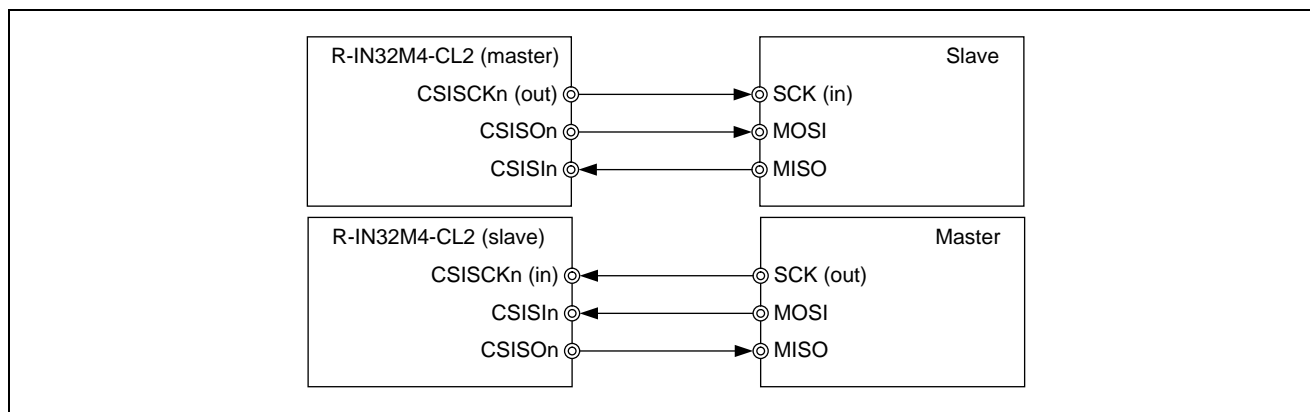 R-IN32M4-CL2 (master)
Slave
CSISCKn (out)
SCK (in)
CSISOn
MOSI
CSISIn
MISO
R-IN32M4-CL2 (slave)
Master
CSISCKn (in)
SCK (out)
CSISIn
MOSI
CSISOn
MISO